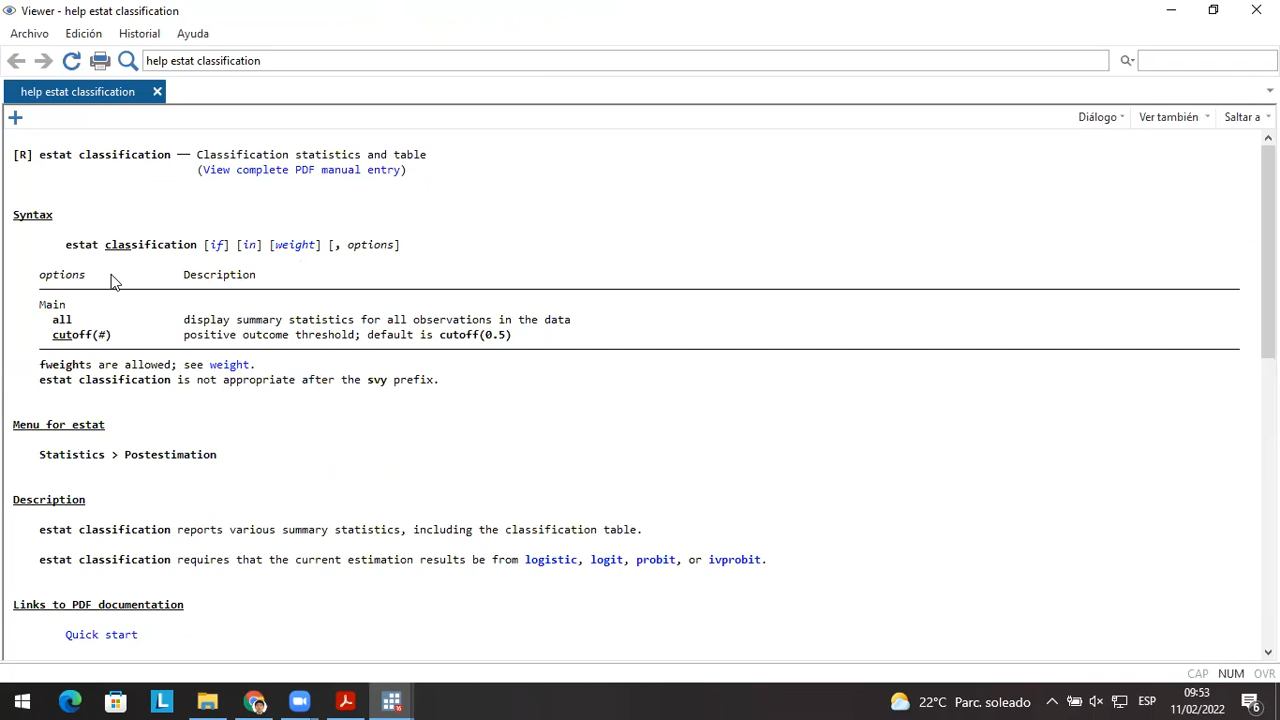 Viewer - help estat classification
Archivo Edición Historial Ayuda
help estat classification
help estat classification
Diálogo Ver también Saltar a
[R] estat classification — Classification statistics and table
(View complete PDF manual entry)
Syntax
estat classification [if] [in] [weight] [, options]
options Description
Main
all display summary statistics for all observations in the data
cutoff(#) positive outcome threshold; default is cutoff(0.5)
fweights are allowed; see weight.
estat classification is not appropriate after the svy prefix.
Menu for estat
Statistics > Postestimation
Description
estat classification reports various summary statistics, including the classification table.
estat classification requires that the current estimation results be from logistic, logit, probit, or ivprobit.
Links to PDF documentation
Quick start
CAP NUM OVR
L 16 22°C Parc. soleado ESP 09:53
11/02/2022 6